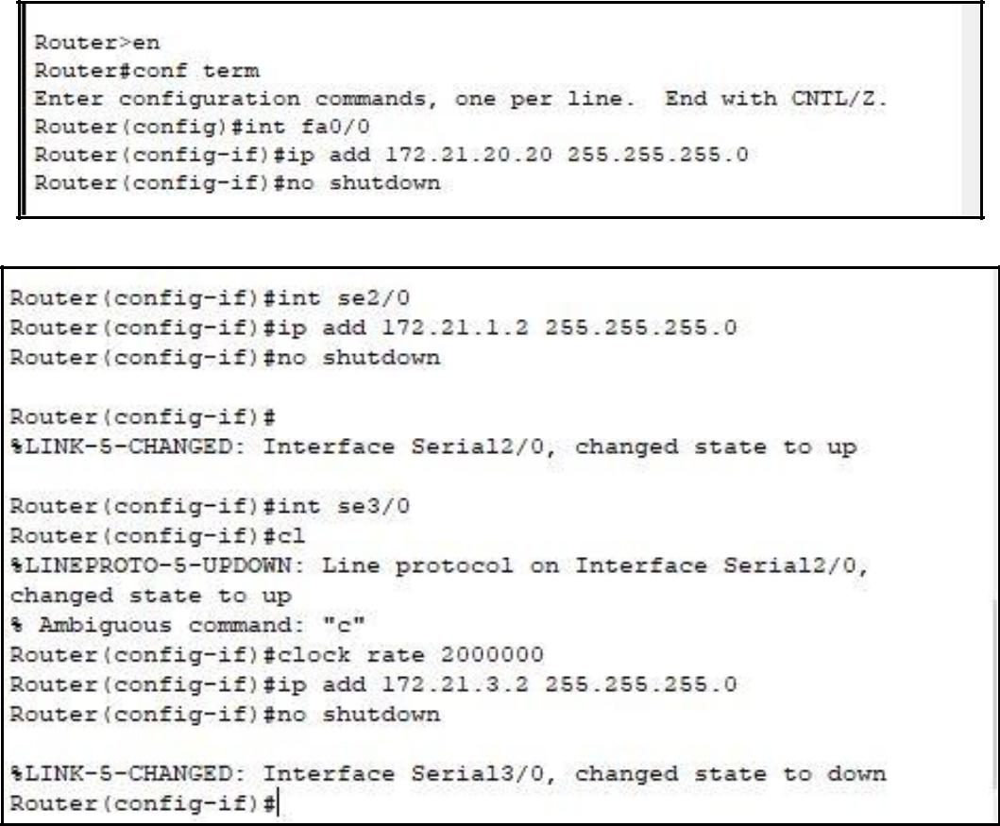 Router>en
Router#conf term
Enter configuration commands, one per line.  End with CNTL/Z.
Router(config)#int fa0/0
Router(config-if)#ip add 172.21.20.20 255.255.255.0
Router(config-if)#no shutdown
Router(config-if)#int se2/0
Router(config-if)#ip add 172.21.1.2 255.255.255.0
Router(config-if)#no shutdown
Router(config-if)#
%LINK-5-CHANGED: Interface Serial2/0, changed state to up
Router(config-if)#int se3/0
Router(config-if)#cl
%LINEPROTO-5-UPDOWN: Line protocol on Interface Serial2/0,
changed state to up
% Ambiguous command: "c"
Router(config-if)#clock rate 2000000
Router(config-if)#ip add 172.21.3.2 255.255.255.0
Router(config-if)#no shutdown
%LINK-5-CHANGED: Interface Serial3/0, changed state to down
Router(config-if)#